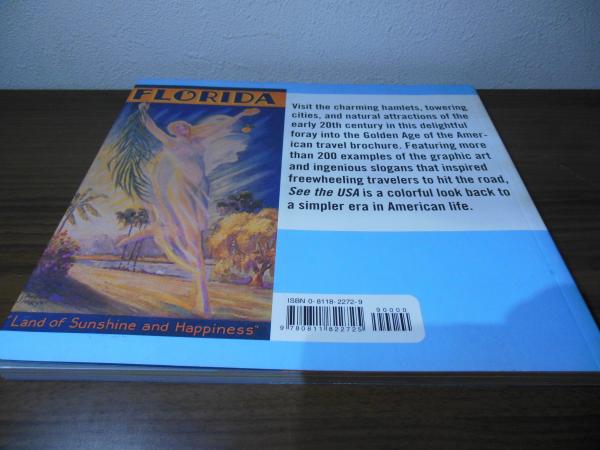 FLORIDA
"Land of Sunshine and Happiness"
Visit the charming hamlets, towering
cities, and natural attractions of the
early 20th century in this delightful
foray into the Golden Age of the Amer-
ican travel brochure. Featuring more
than 200 examples of the graphic art
and ingenious slogans that inspired
freewheeling travelers to hit the road,
See the USA is a colorful look back to
a simpler era in American life.
ISBN 0-8118-2272-9
90000
9 780811 822725